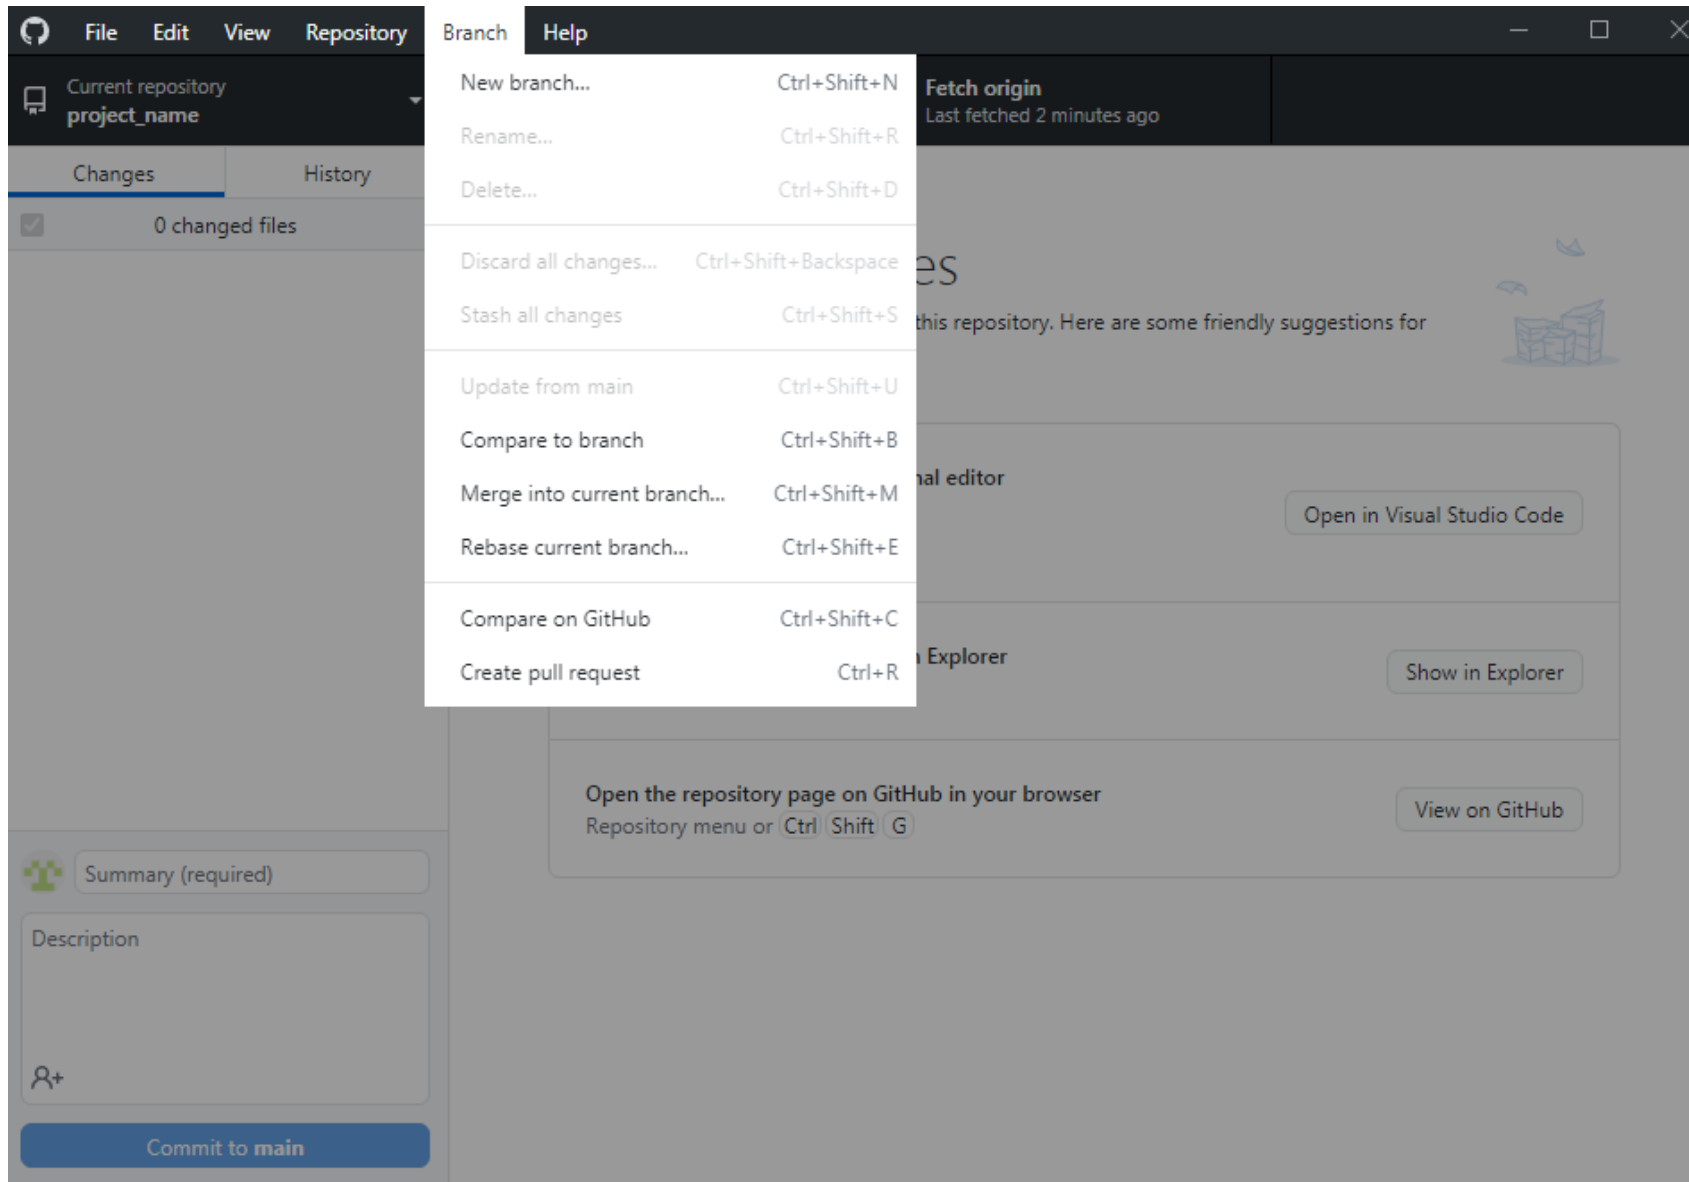 File Edit View Repository Branch Help
Current repository
project_name
Fetch origin
Last fetched 2 minutes ago
Changes History
0 changed files
New branch... Ctrl+Shift+N
Rename... Ctrl+Shift+R
Delete... Ctrl+Shift+D
Discard all changes... Ctrl+Shift+Backspace
Stash all changes Ctrl+Shift+S
Update from main Ctrl+Shift+U
Compare to branch Ctrl+Shift+B
Merge into current branch... Ctrl+Shift+M
Rebase current branch... Ctrl+Shift+E
Compare on GitHub Ctrl+Shift+C
Create pull request Ctrl+R
es
this repository. Here are some friendly suggestions for
nal editor
Open in Visual Studio Code
Explorer
Show in Explorer
Open the repository page on GitHub in your browser
Repository menu or Ctrl Shift G
View on GitHub
Summary (required)
Description
Commit to main